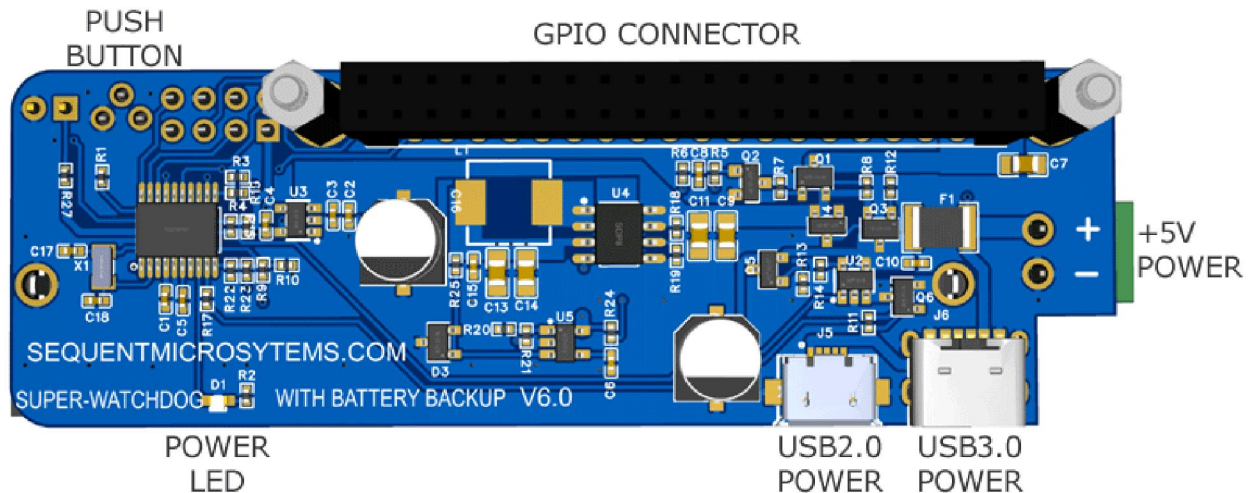 PUSH
BUTTON
GPIO CONNECTOR
L1
R1
R27
R3
R15
R4
C4
U3
C3
C2
C16
U4
R18
R19
R6
C8
R5
Q2
R7
Q1
R8
R12
C7
C11
C9
Q3
F1
+
−
+5V
POWER
C17
X1
C18
C1
C5
R17
R22
R23
R9
R10
R25
C15
C13
C14
R13
R14
U2
C10
Q6
R11
J5
J6
D3
R20
R21
U5
R24
C6
SEQUENTMICROSYTEMS.COM
SUPER-WATCHDOG
D1
R2
WITH BATTERY BACKUP V6.0
POWER
LED
USB2.0
POWER
USB3.0
POWER